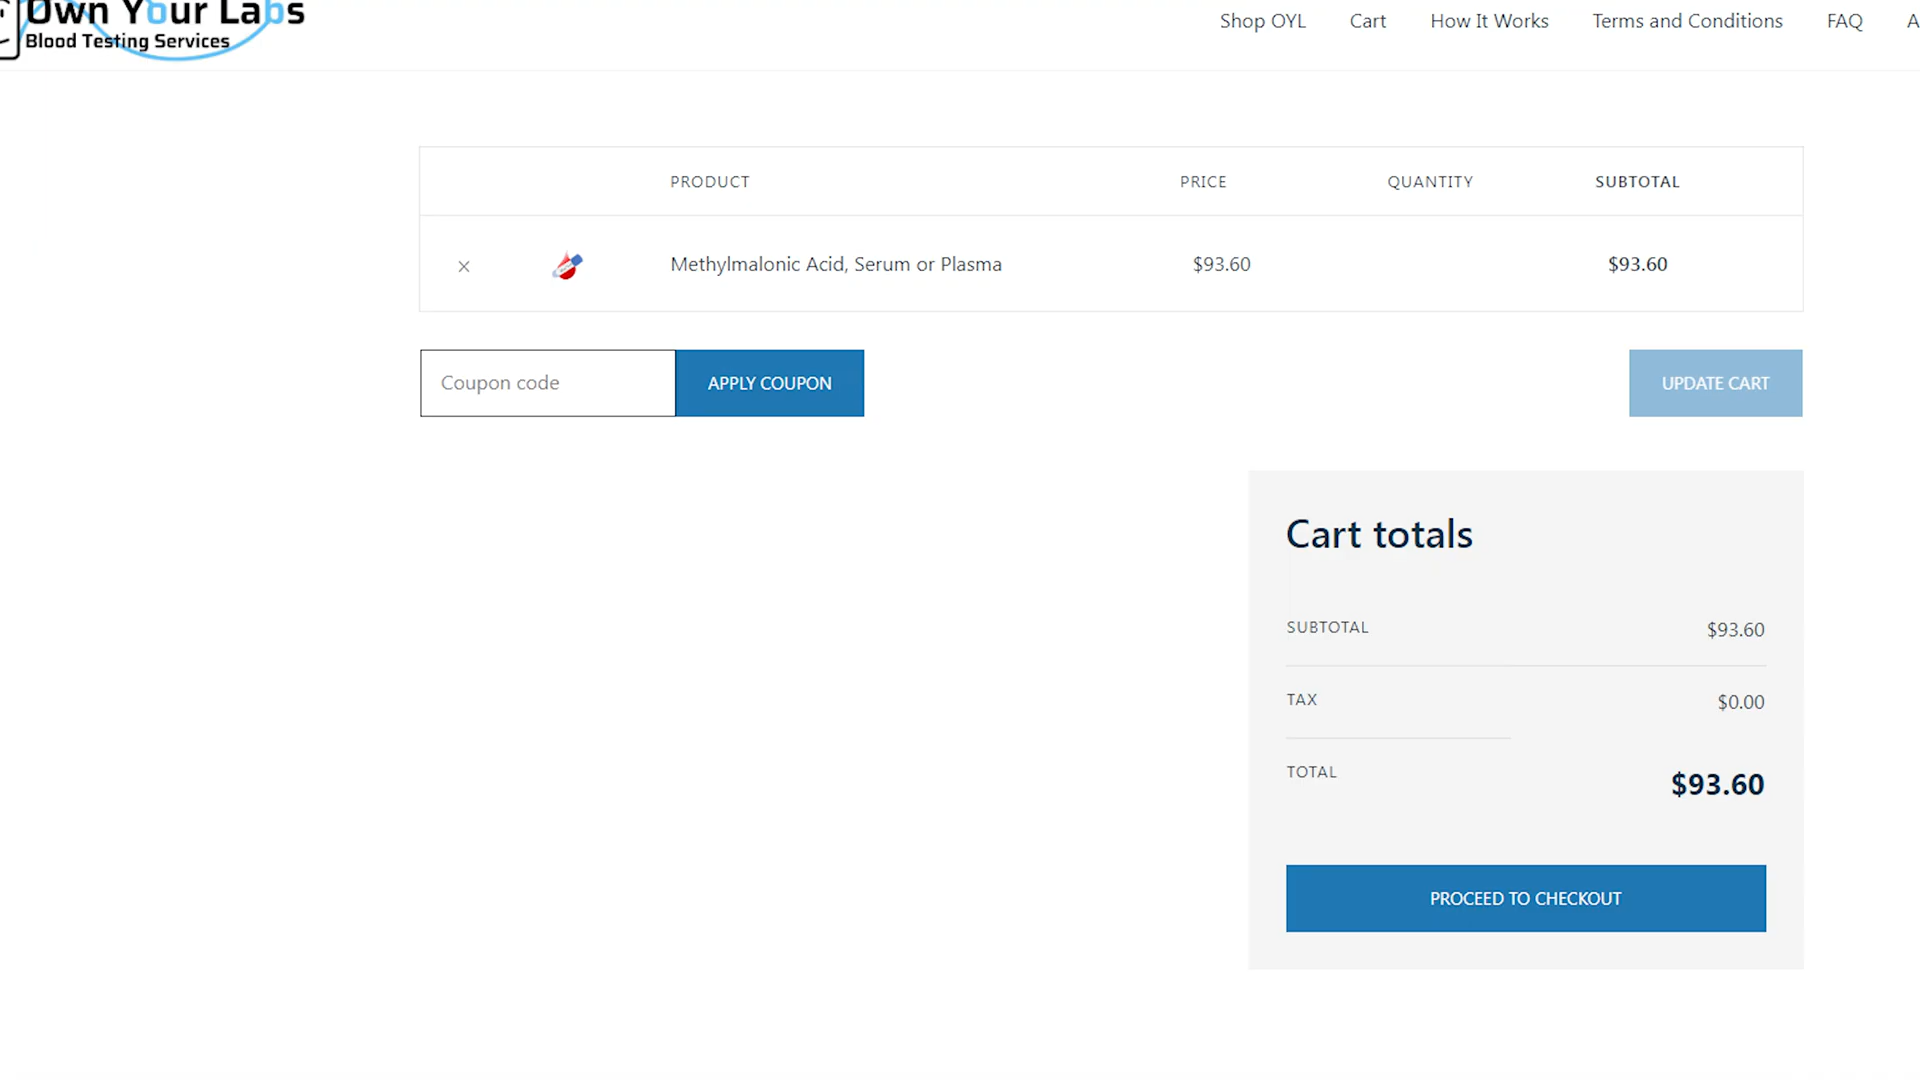 Own Your Labs
Blood Testing Services
Shop OYL Cart How It Works Terms and Conditions FAQ A
PRODUCT PRICE QUANTITY SUBTOTAL
× Methylmalonic Acid, Serum or Plasma $93.60 $93.60
Coupon code APPLY COUPON UPDATE CART
Cart totals
SUBTOTAL $93.60
TAX $0.00
TOTAL $93.60
PROCEED TO CHECKOUT